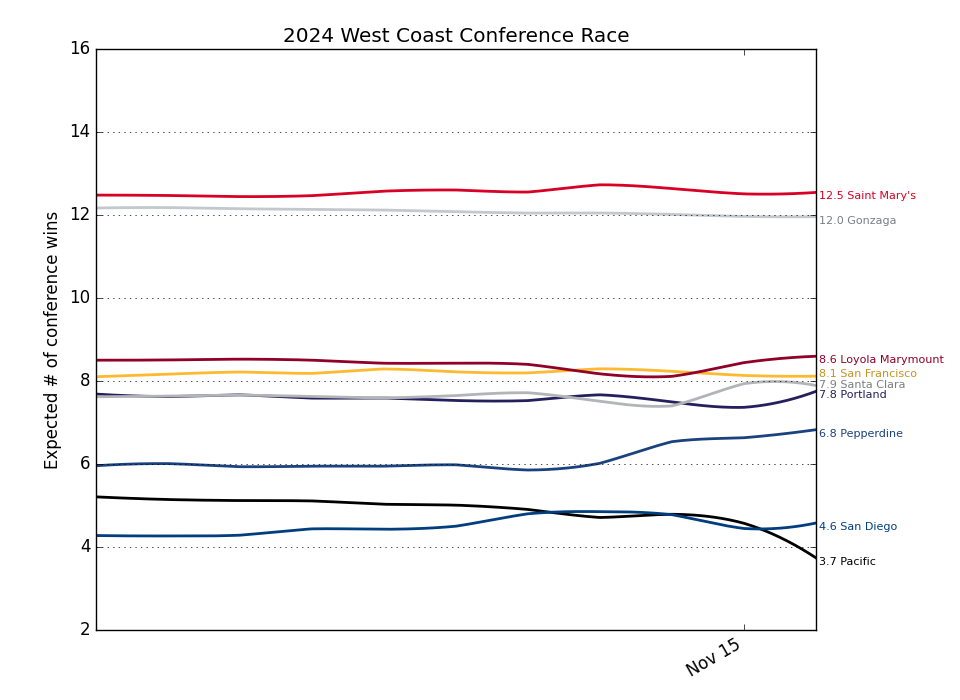 2024 West Coast Conference Race
Expected # of conference wins
16
14
12
10
8
6
4
2
12.5 Saint Mary's
12.0 Gonzaga
8.6 Loyola Marymount
8.1 San Francisco
7.9 Santa Clara
7.8 Portland
6.8 Pepperdine
4.6 San Diego
3.7 Pacific
Nov 15